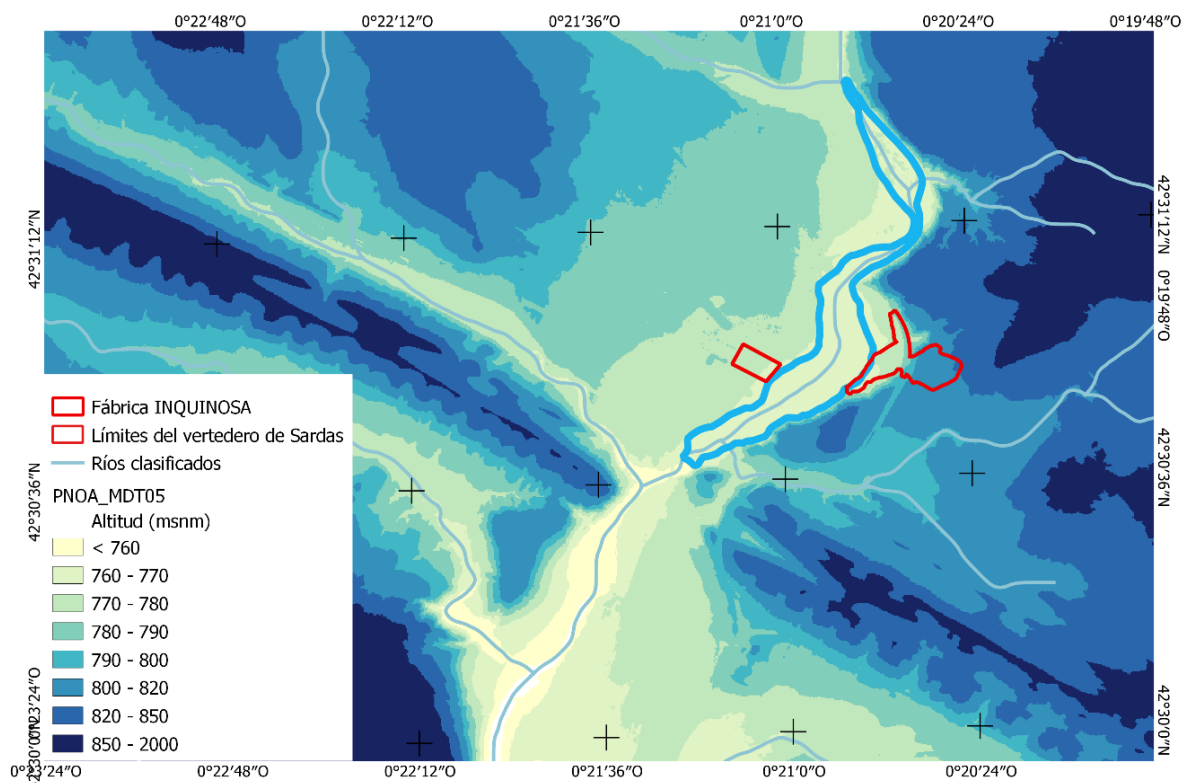 0°22′48″O 0°22′12″O 0°21′36″O 0°21′0″O 0°20′24″O 0°19′48″O
42°31′12″N
42°31′12″N
0°19′48″O
Fábrica INQUINOSA
Límites del vertedero de Sardas
Ríos clasificados
PNOA_MDT05
Altitud (msnm)
< 760
760 - 770
770 - 780
780 - 790
790 - 800
800 - 820
820 - 850
850 - 2000
42°30′36″N
42°30′36″N
42°30′0″N
0°22′48″O 0°22′12″O 0°21′36″O 0°21′0″O 0°20′24″O